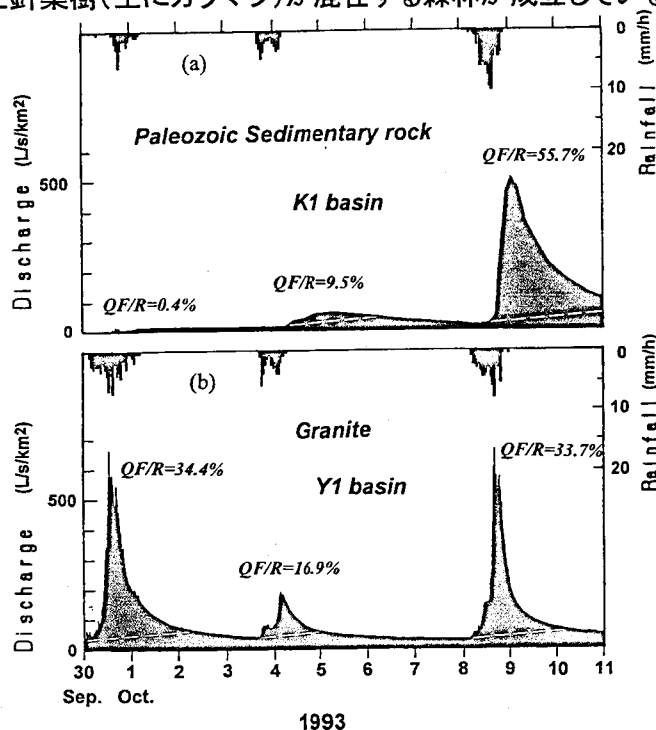 針葉樹(主にカラマツ)が混在する森林が成立してい
(a)
Paleozoic Sedimentary rock
K1 basin
QF/R=0.4%
QF/R=9.5%
QF/R=55.7%
Discharge (L/s/km2)
500
0
0
10
20
Rainfall (mm/h)
(b)
Granite
Y1 basin
QF/R=34.4%
QF/R=16.9%
QF/R=33.7%
Discharge (L/s/km2)
500
0
0
10
20
Rainfall (mm/h)
30 1 2 3 4 5 6 7 8 9 10 11
Sep. Oct.
1993